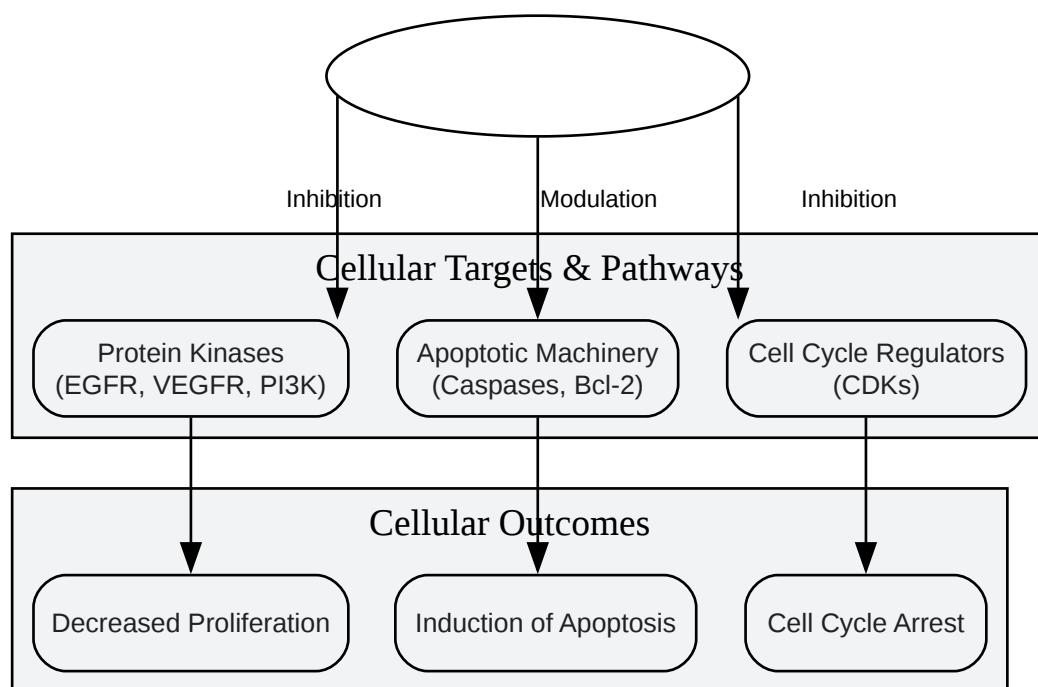 Inhibition
Modulation
Inhibition
Cellular Targets & Pathways
Protein Kinases
(EGFR, VEGFR, PI3K)
Apoptotic Machinery
(Caspases, Bcl-2)
Cell Cycle Regulators
(CDKs)
Cellular Outcomes
Decreased Proliferation
Induction of Apoptosis
Cell Cycle Arrest